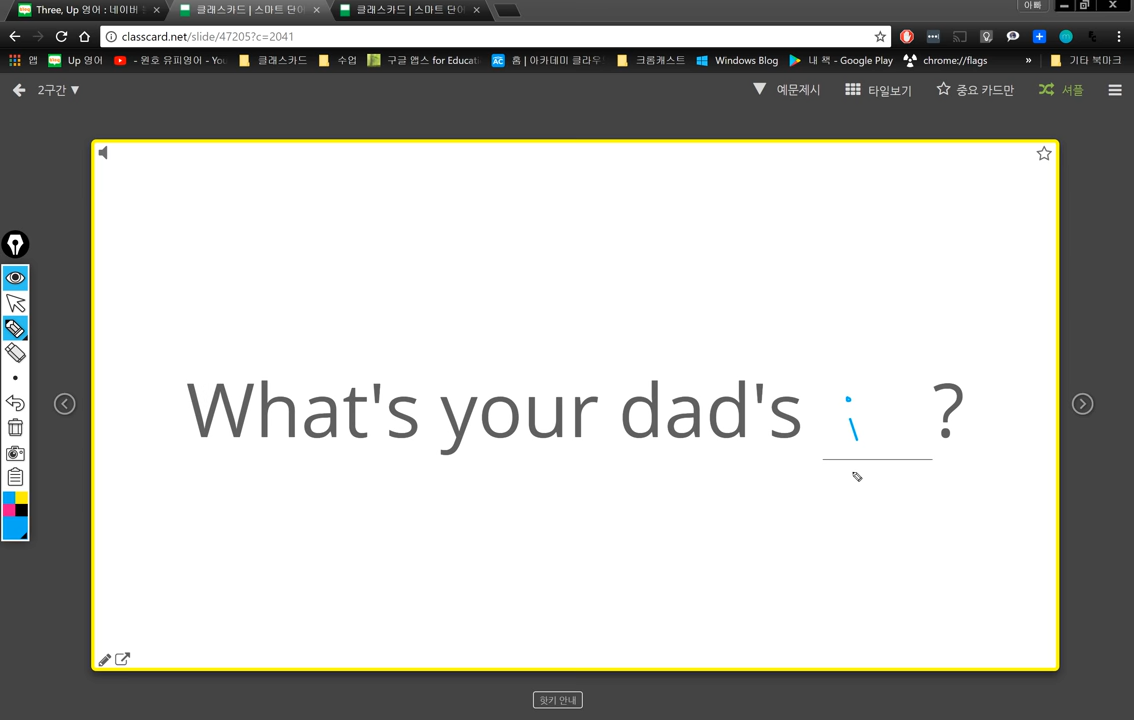 Three, Up 영어 : 네이버
클래스카드 | 스마트 단어
클래스카드 | 스마트 단어
아빠
classcard.net/slide/47205?c=2041
앱
Up 영어
- 원호 유피영어 - You
클래스카드
수업
구글 앱스 for Educati
홈 | 아카데미 클라우드
크롬캐스트
Windows Blog
내 책 - Google Play
chrome://flags
»
기타 북마크
2구간 ▼
예문제시
타일보기
중요 카드만
셔플
What's your dad's i ?
핫키 안내